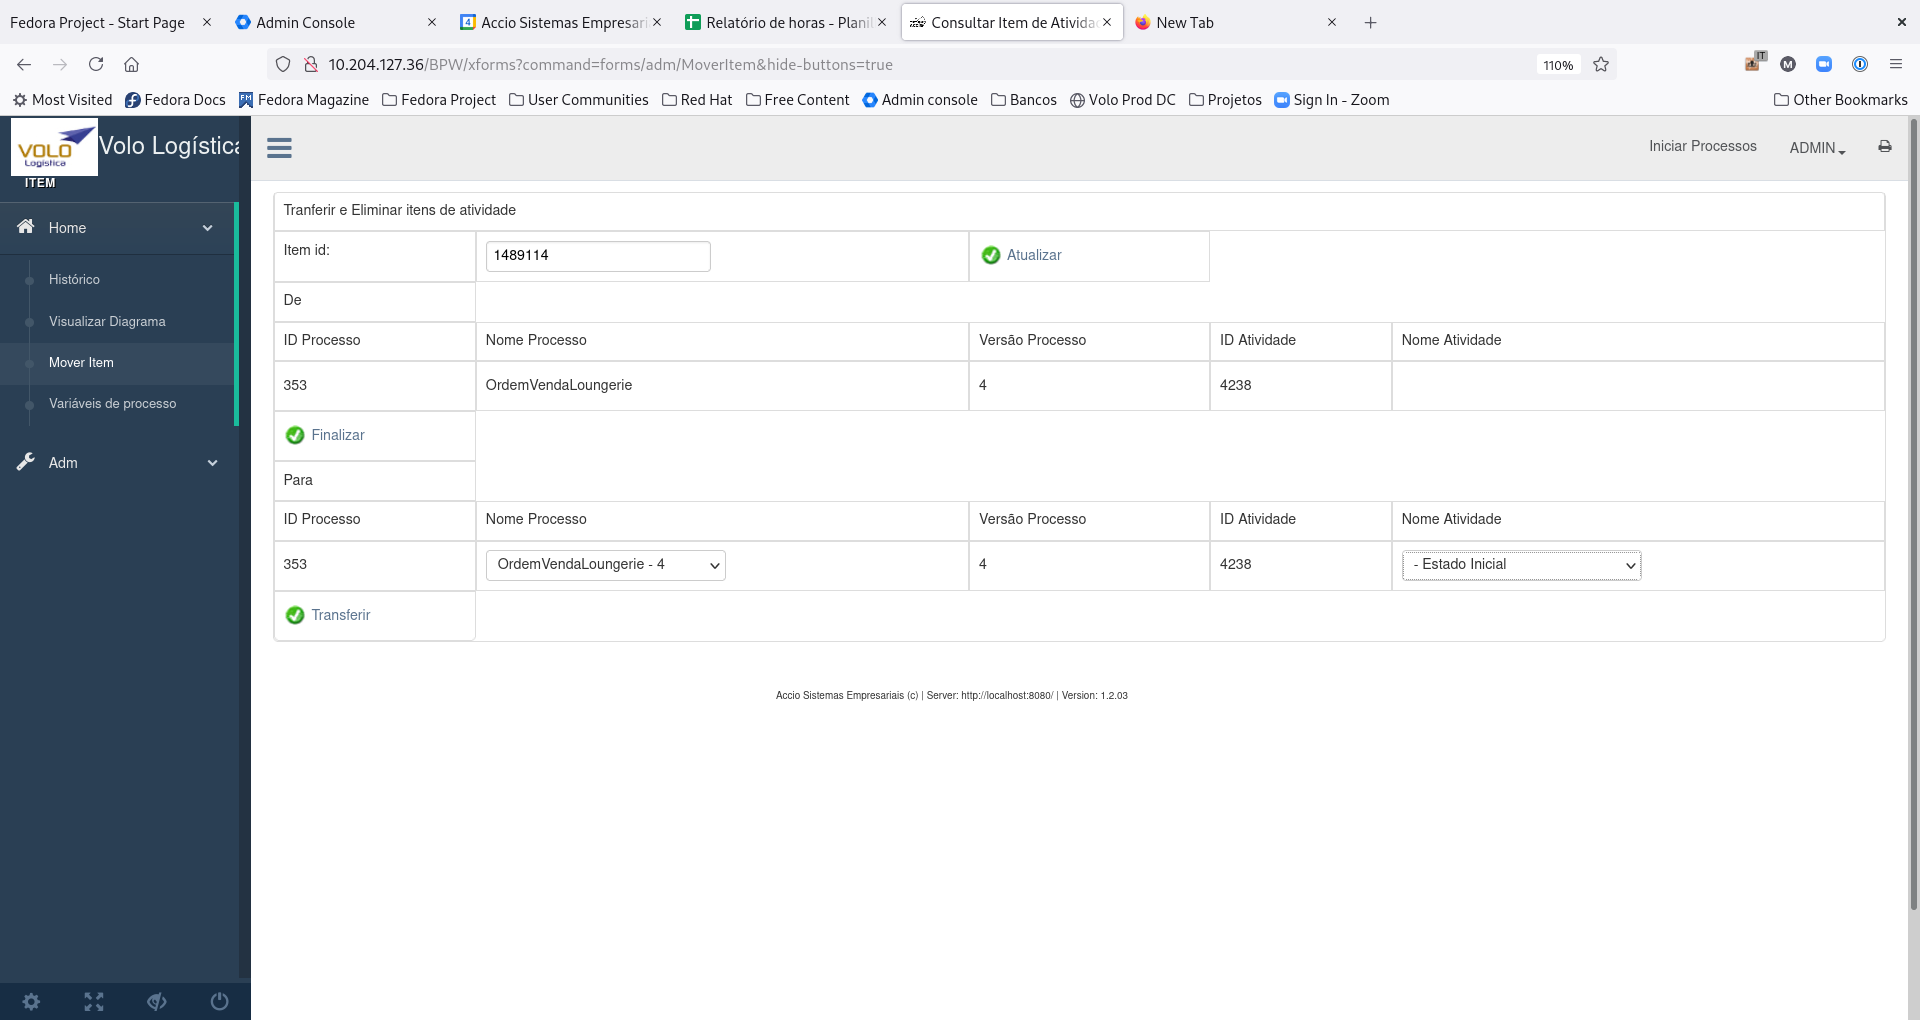 Fedora Project - Start Page
Admin Console
Accio Sistemas Empresari
Relatório de horas - Plani
Consultar Item de Ativida
New Tab
10.204.127.36/BPW/xforms?command=forms/adm/MoverItem&hide-buttons=true
110%
IT
M
Most Visited
Fedora Docs
Fedora Magazine
Fedora Project
User Communities
Red Hat
Free Content
Admin console
Bancos
Volo Prod DC
Projetos
Sign In - Zoom
Other Bookmarks
VOLO
Logística
Volo Logística
ITEM
Iniciar Processos
ADMIN
Home
Histórico
Visualizar Diagrama
Mover Item
Variáveis de processo
Adm
Tranferir e Eliminar itens de atividade
Item id: 1489114 Atualizar
De
ID Processo Nome Processo Versão Processo ID Atividade Nome Atividade
353 OrdemVendaLoungerie 4 4238
Finalizar
Para
ID Processo Nome Processo Versão Processo ID Atividade Nome Atividade
353 OrdemVendaLoungerie - 4 4 4238 - Estado Inicial
Transferir
Accio Sistemas Empresariais (c) | Server: http://localhost:8080/ | Version: 1.2.03